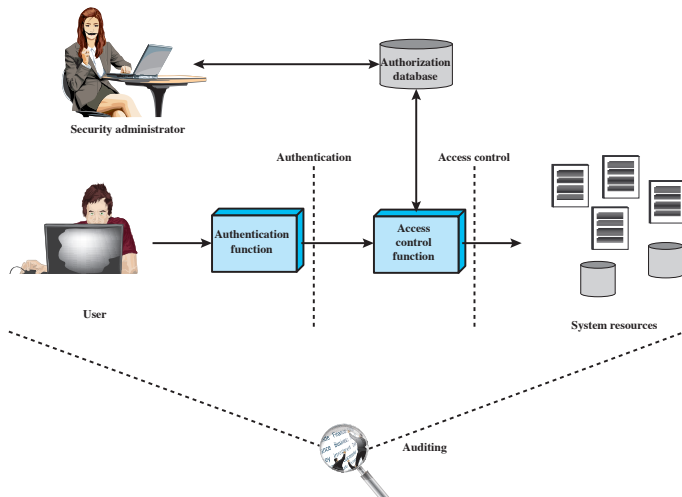 Authorization
database
Security administrator
Authentication
Access control
Authentication
function
Access
control
function
User
System resources
Auditing